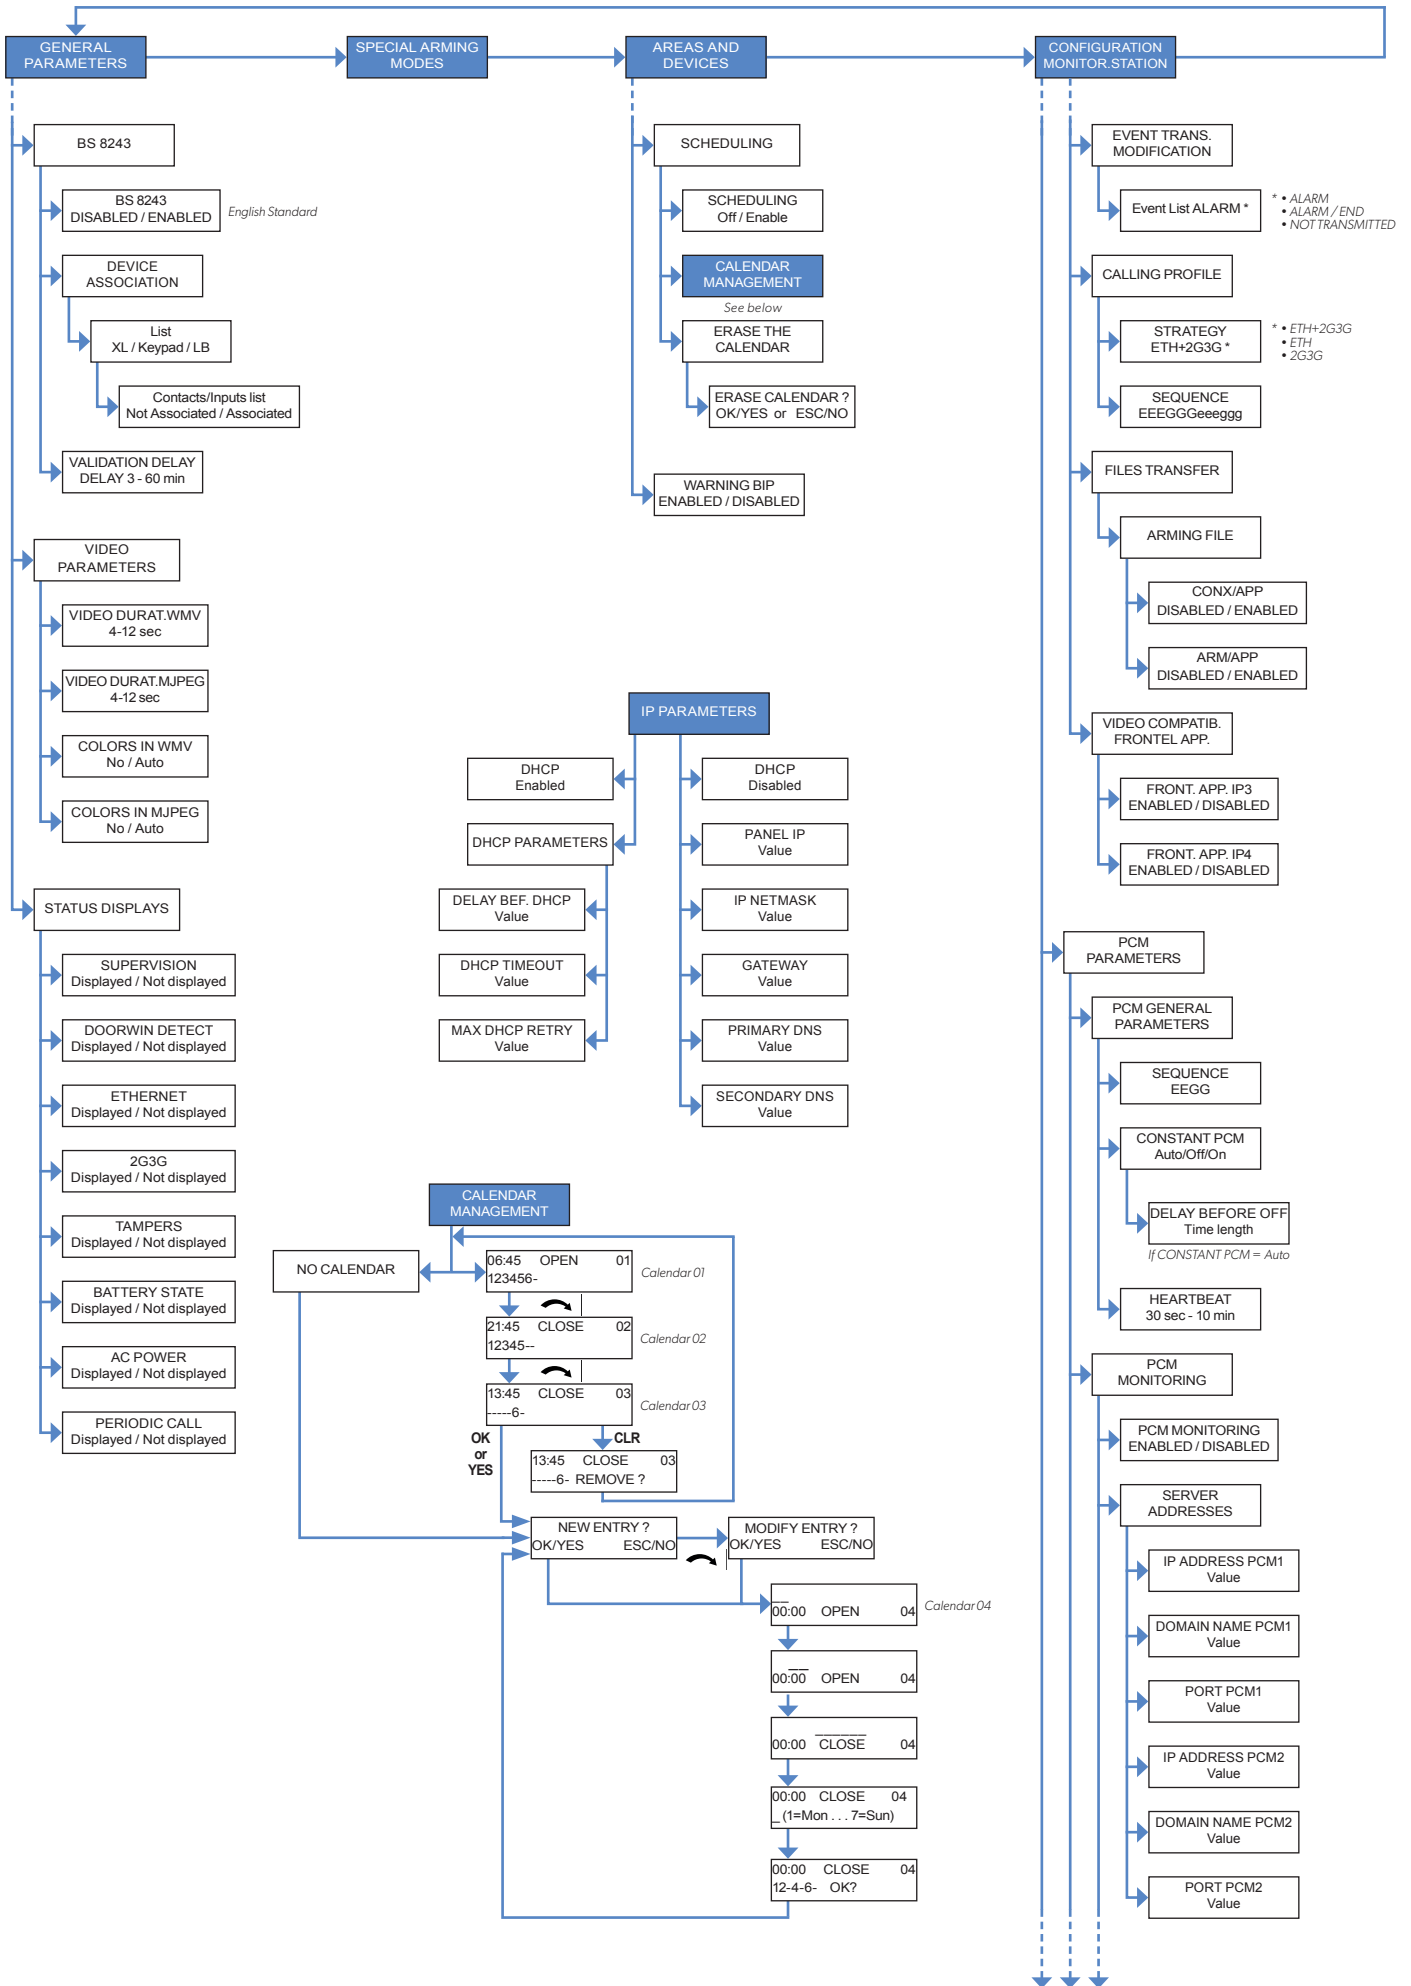 GENERAL
PARAMETERS
SPECIAL ARMING
MODES
AREAS AND
DEVICES
CONFIGURATION
MONITOR.STATION
BS 8243
BS 8243
DISABLED / ENABLED
English Standard
DEVICE
ASSOCIATION
List
XL / Keypad / LB
Contacts/Inputs list
Not Associated / Associated
VALIDATION DELAY
DELAY 3 - 60 min
VIDEO
PARAMETERS
VIDEO DURAT.WMV
4-12 sec
VIDEO DURAT.MJPEG
4-12 sec
COLORS IN WMV
No / Auto
COLORS IN MJPEG
No / Auto
STATUS DISPLAYS
SUPERVISION
Displayed / Not displayed
DOORWIN DETECT
Displayed / Not displayed
ETHERNET
Displayed / Not displayed
2G3G
Displayed / Not displayed
TAMPERS
Displayed / Not displayed
BATTERY STATE
Displayed / Not displayed
AC POWER
Displayed / Not displayed
PERIODIC CALL
Displayed / Not displayed
SCHEDULING
SCHEDULING
Off / Enable
CALENDAR
MANAGEMENT
See below
ERASE THE
CALENDAR
ERASE CALENDAR ?
OK/YES or ESC/NO
WARNING BIP
ENABLED / DISABLED
IP PARAMETERS
DHCP
Enabled
DHCP PARAMETERS
DELAY BEF. DHCP
Value
DHCP TIMEOUT
Value
MAX DHCP RETRY
Value
DHCP
Disabled
PANEL IP
Value
IP NETMASK
Value
GATEWAY
Value
PRIMARY DNS
Value
SECONDARY DNS
Value
CALENDAR
MANAGEMENT
NO CALENDAR
06:45 OPEN 01
123456-
Calendar 01
21:45 CLOSE 02
12345--
Calendar 02
13:45 CLOSE 03
-----6-
Calendar 03
OK
or
YES
CLR
13:45 CLOSE 03
-----6- REMOVE ?
NEW ENTRY ?
OK/YES ESC/NO
MODIFY ENTRY ?
OK/YES ESC/NO
00:00 OPEN 04
Calendar 04
00:00 OPEN 04
00:00 CLOSE 04
00:00 CLOSE 04
_ (1=Mon . . . 7=Sun)
00:00 CLOSE 04
12-4-6- OK?
EVENT TRANS.
MODIFICATION
Event List ALARM *
* • ALARM
• ALARM / END
• NOT TRANSMITTED
CALLING PROFILE
STRATEGY
ETH+2G3G *
* • ETH+2G3G
• ETH
• 2G3G
SEQUENCE
EEEGGGeeeggg
FILES TRANSFER
ARMING FILE
CONX/APP
DISABLED / ENABLED
ARM/APP
DISABLED / ENABLED
VIDEO COMPATIB.
FRONTEL APP.
FRONT. APP. IP3
ENABLED / DISABLED
FRONT. APP. IP4
ENABLED / DISABLED
PCM
PARAMETERS
PCM GENERAL
PARAMETERS
SEQUENCE
EEGG
CONSTANT PCM
Auto/Off/On
DELAY BEFORE OFF
Time length
If CONSTANT PCM = Auto
HEARTBEAT
30 sec - 10 min
PCM
MONITORING
PCM MONITORING
ENABLED / DISABLED
SERVER
ADDRESSES
IP ADDRESS PCM1
Value
DOMAIN NAME PCM1
Value
PORT PCM1
Value
IP ADDRESS PCM2
Value
DOMAIN NAME PCM2
Value
PORT PCM2
Value